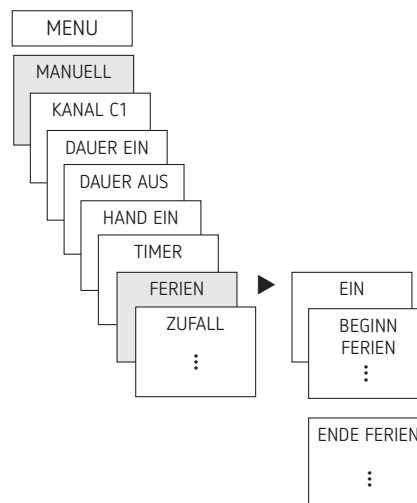 MENU
MANUELL
KANAL C1
DAUER EIN
DAUER AUS
HAND EIN
TIMER
FERIEN
ZUFALL
EIN
BEGINN
FERIEN
ENDE FERIEN